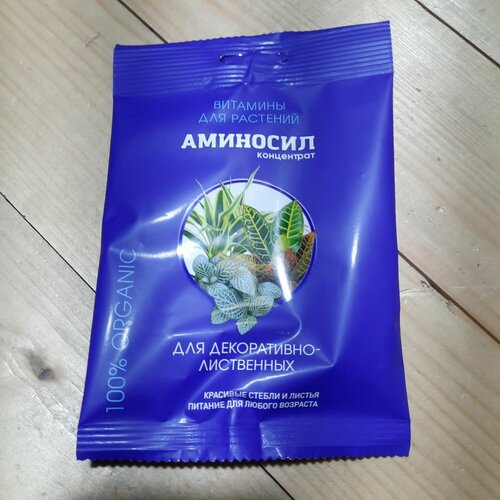 ВИТАМИНЫ
ДЛЯ РАСТЕНИЙ
АМИНОСИЛ
концентрат
100% ORGANIC
ДЛЯ ДЕКОРАТИВНО-
ЛИСТВЕННЫХ
КРАСИВЫЕ СТЕБЛИ И ЛИСТЬЯ
ПИТАНИЕ ДЛЯ ЛЮБОГО ВОЗРАСТА